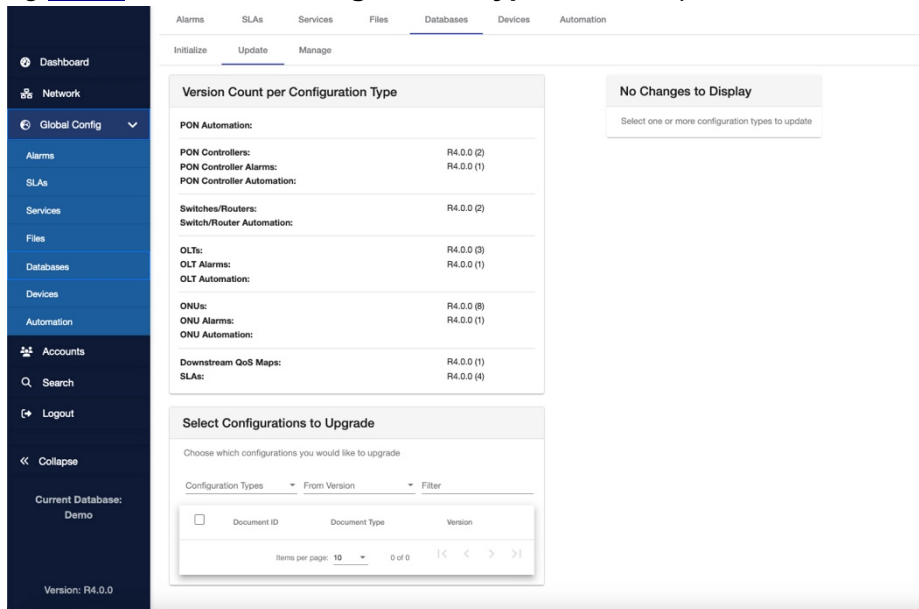 Dashboard
Network
Global Config
Alarms
SLAs
Services
Files
Databases
Devices
Automation
Accounts
Search
Logout
Collapse
Current Database:
Demo
Version: R4.0.0
Alarms SLAs Services Files Databases Devices Automation
Initialize Update Manage
Version Count per Configuration Type
PON Automation:
PON Controllers: R4.0.0 (2)
PON Controller Alarms: R4.0.0 (1)
PON Controller Automation:
Switches/Routers: R4.0.0 (2)
Switch/Router Automation:
OLTs: R4.0.0 (3)
OLT Alarms: R4.0.0 (1)
OLT Automation:
ONUs: R4.0.0 (8)
ONU Alarms: R4.0.0 (1)
ONU Automation:
Downstream QoS Maps: R4.0.0 (1)
SLAs: R4.0.0 (4)
Select Configurations to Upgrade
Choose which configurations you would like to upgrade
Configuration Types From Version Filter
Document ID Document Type Version
Items per page: 10 0 of 0
No Changes to Display
Select one or more configuration types to update